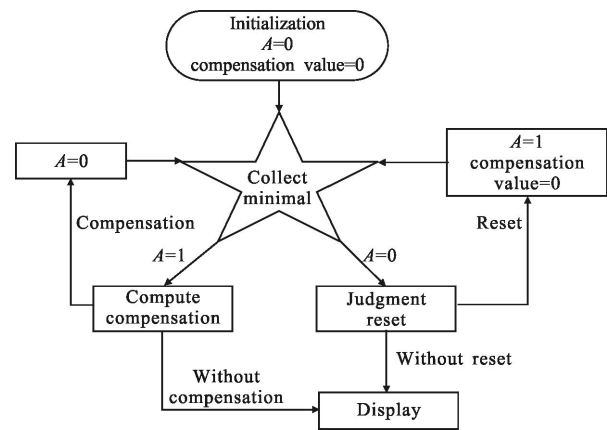 Initialization
A=0
compensation value=0
A=0
A=1
compensation
value=0
Collect
minimal
Compensation
Reset
A=1
A=0
Compute
compensation
Judgment
reset
Without
compensation
Without reset
Display